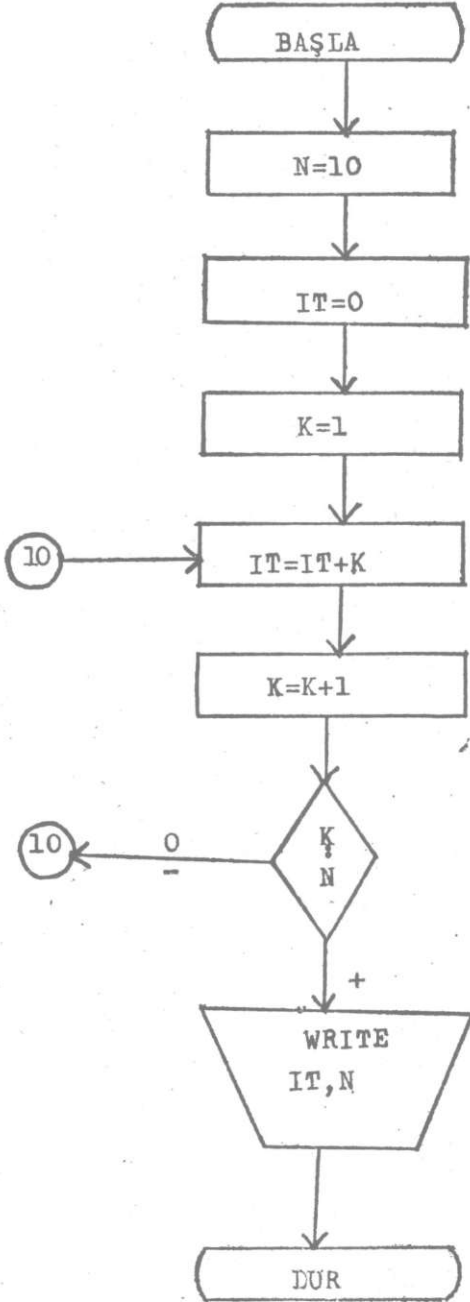 BAŞLA
N=10
IT=0
K=1
10
IT=IT+K
K=K+1
10
0
-
K
:
N
+
WRITE
IT,N
DUR